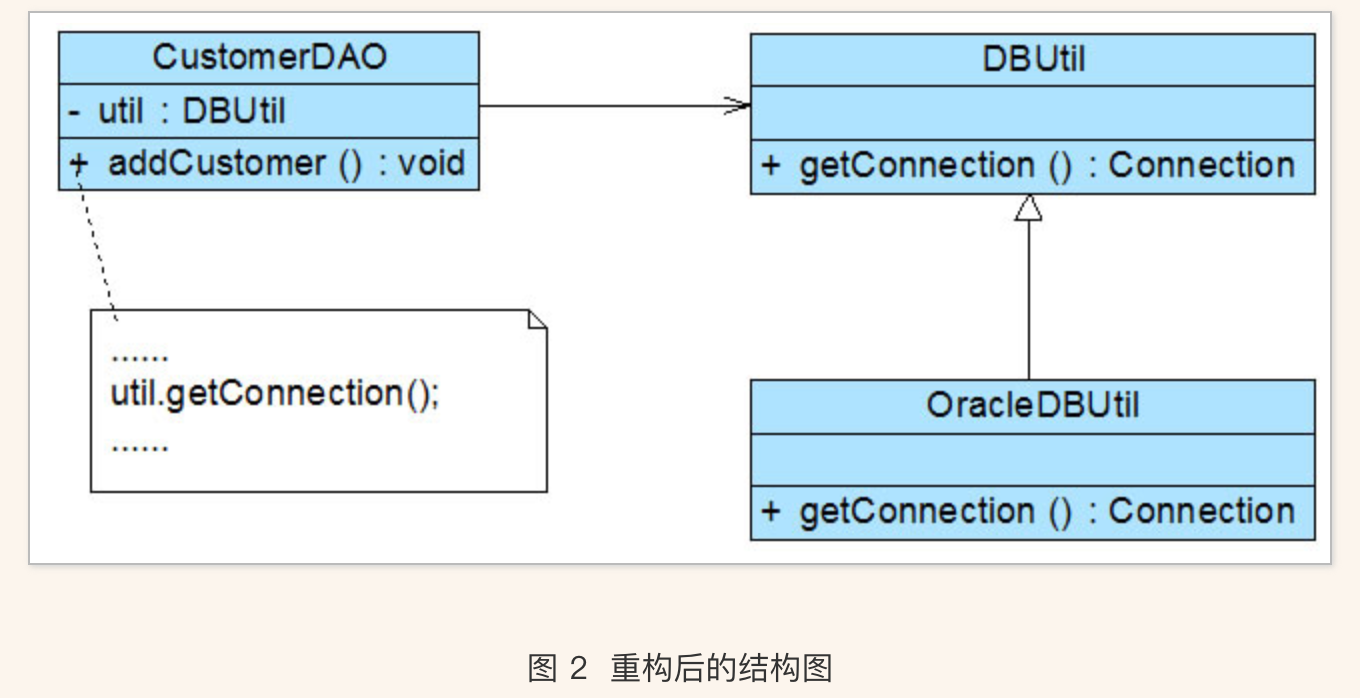 CustomerDAO
- util : DBUtil
+ addCustomer () : void
DBUtil
+ getConnection () : Connection
......
util.getConnection();
......
OracleDBUtil
+ getConnection () : Connection
图 2 重构后的结构图